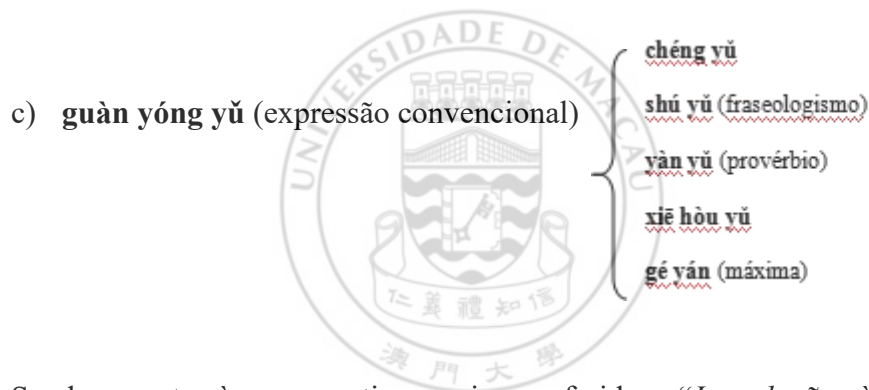 UNIVERSIDADE DE MACAU
chéng yǔ
c) guàn yóng yǔ (expressão convencional)
shú yǔ (fraseologismo)
yàn yǔ (provérbio)
xiē hòu yǔ
gé yán (máxima)
仁義禮知信
澳門大學